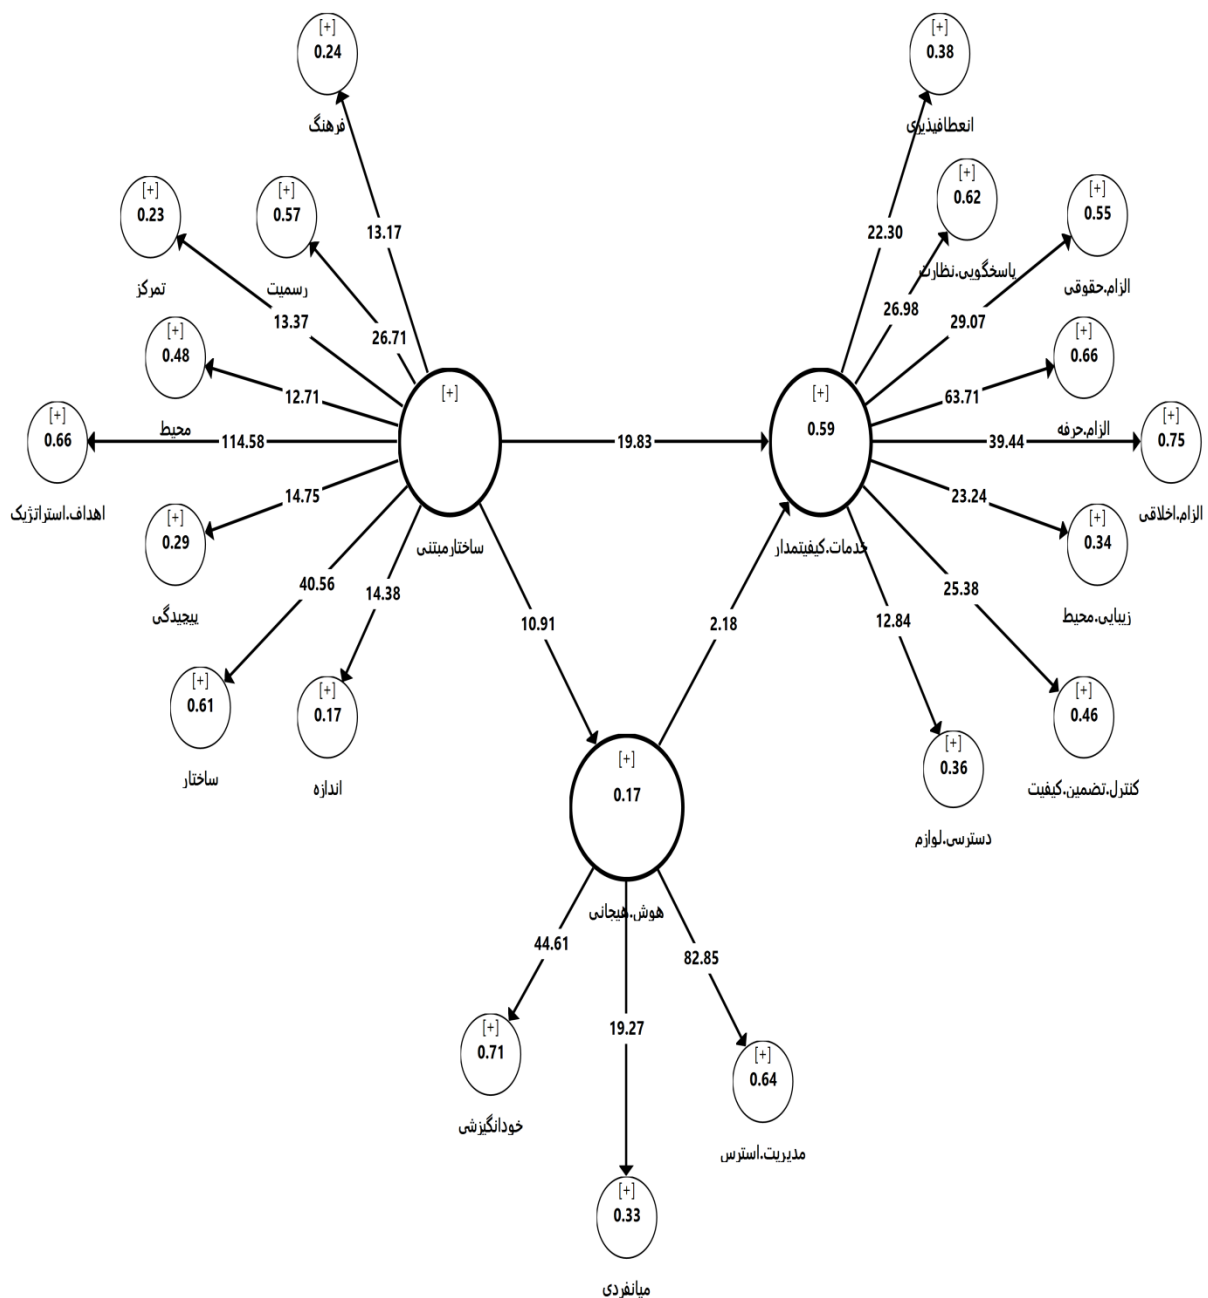 [+]
0.24
فرهنگ
[+]
0.38
انعطافپذیری
[+]
0.23
تمرکز
[+]
0.57
رسمیت
13.17
22.30
[+]
0.62
پاسخگویی.نظارت
[+]
0.55
الزام.حقوقی
13.37
26.71
26.98
29.07
[+]
0.48
محیط
12.71
[+]
0.66
الزام.حرفه
63.71
[+]
0.66
اهداف.استراتژیک
114.58
[+]
ساختارمبتنی
19.83
[+]
0.59
خدمات.کیفیتمدار
39.44
[+]
0.75
الزام.اخلاقی
14.75
23.24
[+]
0.29
پیچیدگی
[+]
0.34
زیبایی.محیط
40.56
14.38
10.91
2.18
12.84
25.38
[+]
0.61
ساختار
[+]
0.17
اندازه
[+]
0.46
کنترل.تضمین.کیفیت
[+]
0.36
دسترسی.لوازم
[+]
0.17
هوش.هیجانی
44.61
19.27
82.85
[+]
0.71
خودانگیزشی
[+]
0.64
مدیریت.استرس
[+]
0.33
میانفردی